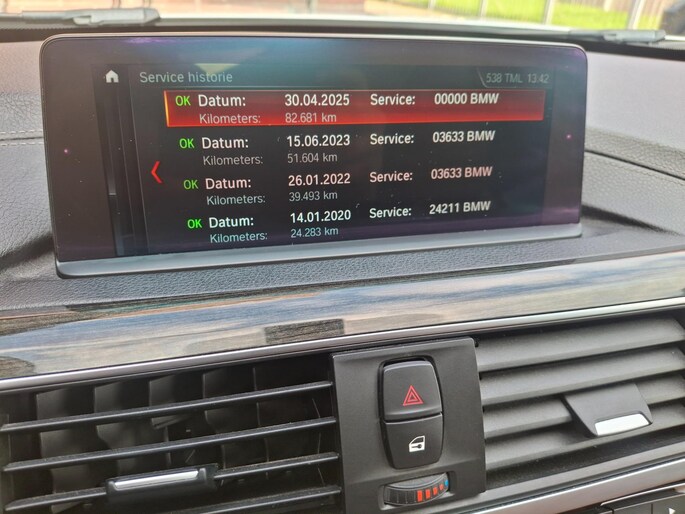 Service historie 538 TML 13:42
OK Datum: 30.04.2025 Service: 00000 BMW
Kilometers: 82.681 km
OK Datum: 15.06.2023 Service: 03633 BMW
Kilometers: 51.604 km
OK Datum: 26.01.2022 Service: 03633 BMW
Kilometers: 39.493 km
OK Datum: 14.01.2020 Service: 24211 BMW
Kilometers: 24.283 km